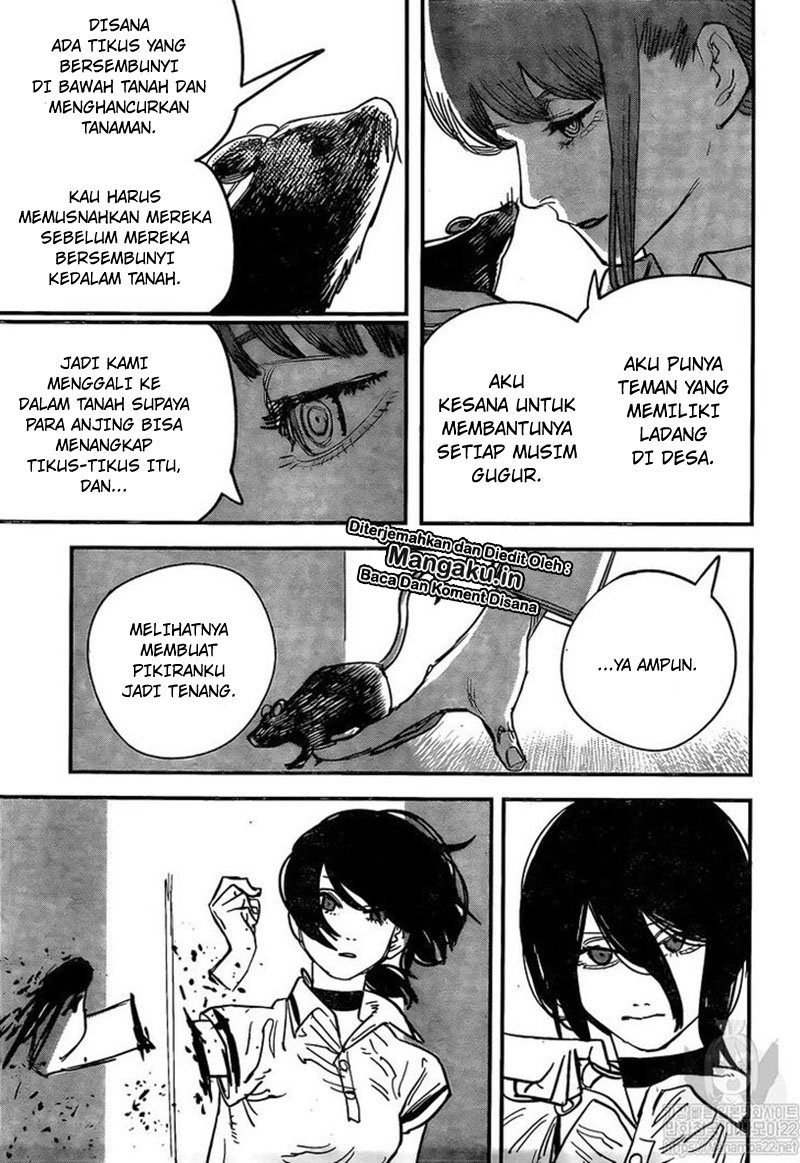 AKU PUNYA
TEMAN YANG
MEMILIKI
LADANG
DI DESA.
AKU
KESANA UNTUK
MEMBANTUNYA
SETIAP MUSIM
GUGUR.
DISANA
ADA TIKUS YANG
BERSEMBUNYI
DI BAWAH TANAH DAN
MENGHANCURKAN
TANAMAN.
KAU HARUS
MEMUSNAHKAN MEREKA
SEBELUM MEREKA
BERSEMBUNYI
KEDALAM TANAH.
JADI KAMI
MENGGALI KE
DALAM TANAH SUPAYA
PARA ANJING BISA
MENANGKAP
TIKUS-TIKUS ITU,
DAN...
Diterjemahkan dan Diedit Oleh :
Mangaku.in
Baca Dan Koment Disana
...YA AMPUN.
MELIHATNYA
MEMBUAT
PIKIRANKU
JADI TENANG.